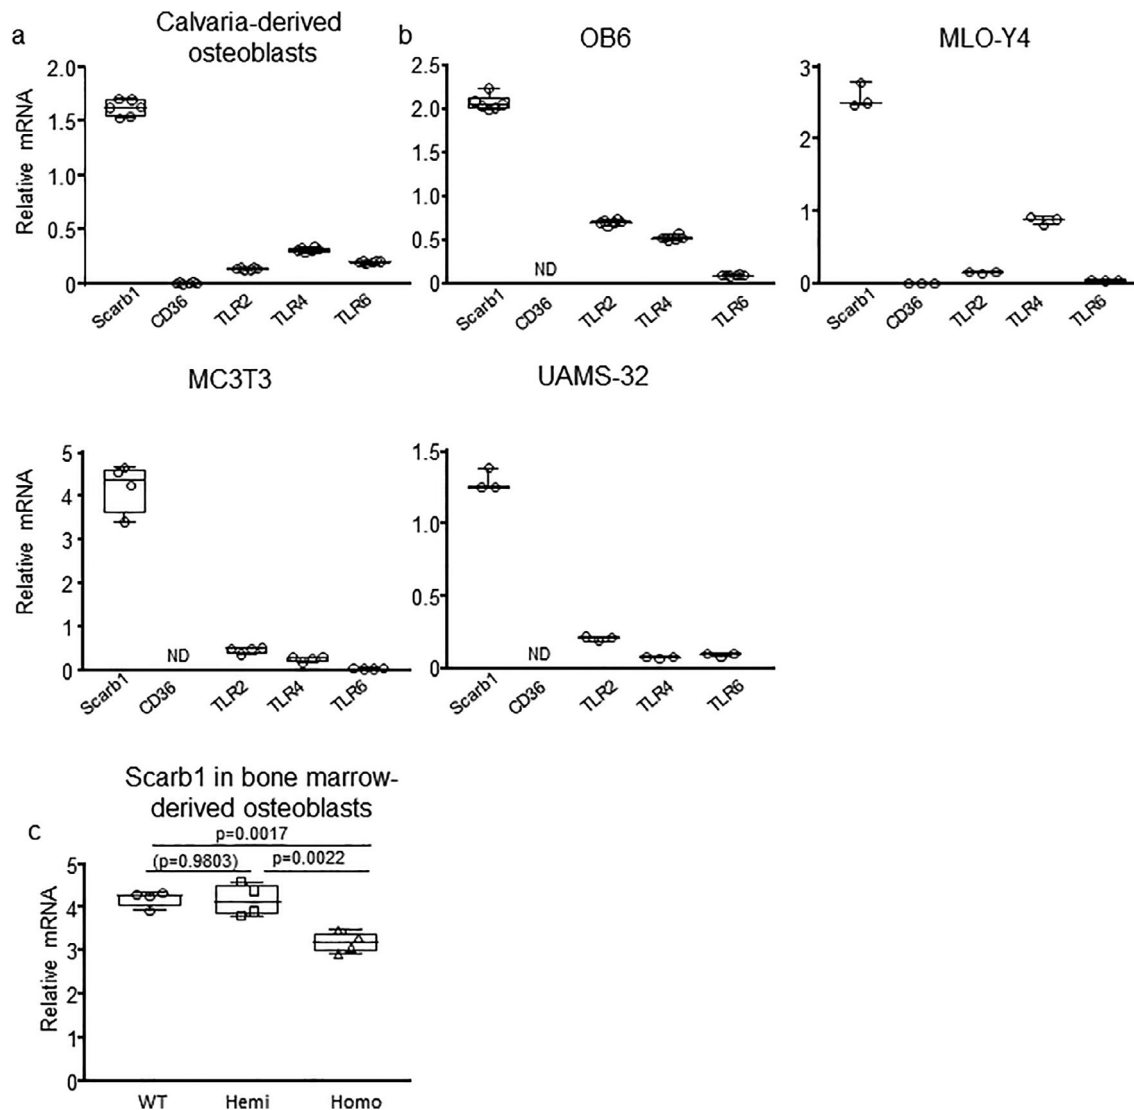 a
Calvaria-derived
osteoblasts
Relative mRNA
2.0
1.5
1.0
0.5
0
Scarb1
CD36
TLR2
TLR4
TLR6
b
OB6
2.5
2.0
1.5
1.0
0.5
0
ND
Scarb1
CD36
TLR2
TLR4
TLR6
MLO-Y4
3
2
1
0
Scarb1
CD36
TLR2
TLR4
TLR6
MC3T3
Relative mRNA
5
4
3
2
1
0
ND
Scarb1
CD36
TLR2
TLR4
TLR6
UAMS-32
1.5
1.0
0.5
0
ND
Scarb1
CD36
TLR2
TLR4
TLR6
Scarb1 in bone marrow-
derived osteoblasts
c
p=0.0017
(p=0.9803)
p=0.0022
Relative mRNA
5
4
3
2
1
0
WT
Hemi
Homo